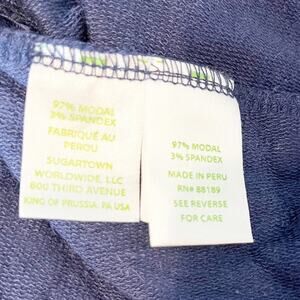 97% MODAL
3% SPANDEX
FABRIQUÉ AU
PEROU
SUGARTOWN
WORLDWIDE, LLC
800 THIRD AVENUE
KING OF PRUSSIA PA USA
97% MODAL
3% SPANDEX
MADE IN PERU
RN# 88189
SEE REVERSE
FOR CARE